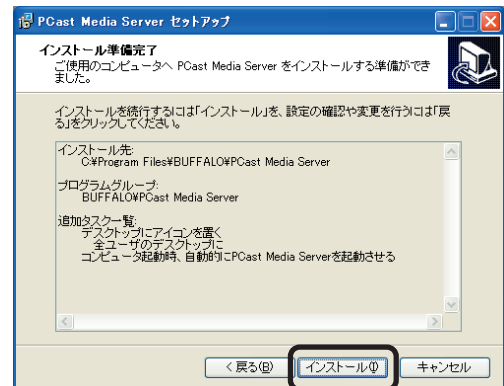 PCast Media Server セットアップ
インストール準備完了
ご使用のコンピュータへ PCast Media Server をインストールする準備ができ
ました。
インストールを続行するには「インストール」を、設定の確認や変更を行うには「戻
る」をクリックしてください。
インストール先:
C:¥Program Files¥BUFFALO¥PCast Media Server
プログラムグループ:
BUFFALO¥PCast Media Server
追加タスク一覧:
デスクトップにアイコンを置く
全ユーザのデスクトップに
コンピュータ起動時、自動的にPCast Media Serverを起動させる
< 戻る(B)
インストール(I)
キャンセル